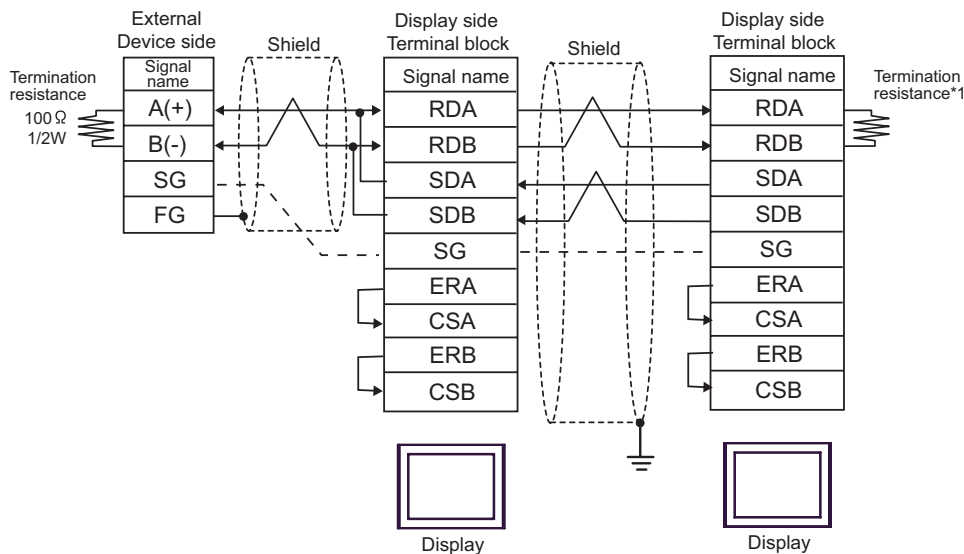 External
Device side
Shield
Display side
Terminal block
Shield
Display side
Terminal block
Termination
resistance
100Ω
1/2W
Signal
name
A(+)
B(-)
SG
FG
Signal name
RDA
RDB
SDA
SDB
SG
ERA
CSA
ERB
CSB
Signal name
RDA
RDB
SDA
SDB
SG
ERA
CSA
ERB
CSB
Termination
resistance*1
Display
Display